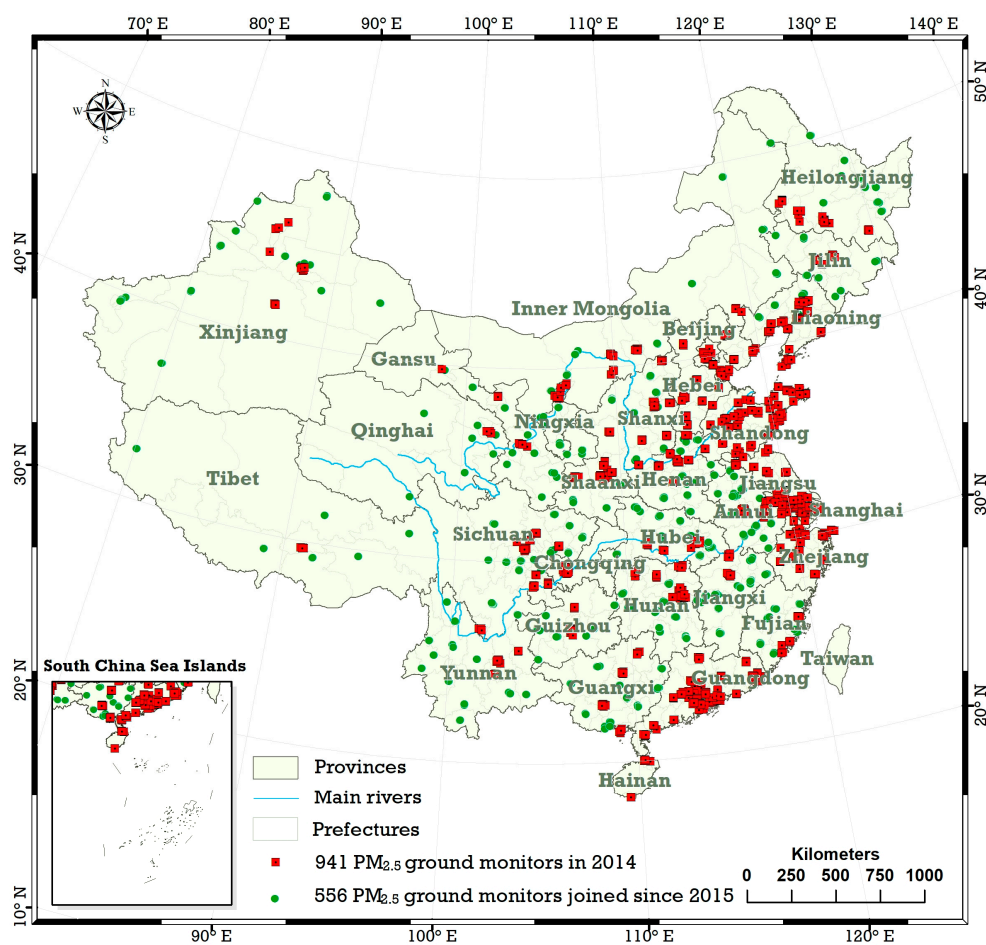 70° E 80° E 90° E 100° E 110° E 120° E 130° E 140° E
50° N
N
W E
S
Heilongjiang
40° N
Jilin
40° N
Inner Mongolia
Liaoning
Beijing
Xinjiang
Gansu
Hebei
Shanxi
Ningxia
Qinghai
Shandong
30° N
Tibet
Shaanxi Henan
Jiangsu
30° N
Anhui Shanghai
Sichuan
Hubei
Zhejiang
Chongqing
Hunan Jiangxi
Guizhou
Fujian
Taiwan
South China Sea Islands
Yunnan
Guangxi
Guangdong
20° N
20° N
Provinces
Hainan
Main rivers
Prefectures
941 PM2.5 ground monitors in 2014
556 PM2.5 ground monitors joined since 2015
Kilometers
0 250 500 750 1000
10° N
90° E 100° E 110° E 120° E